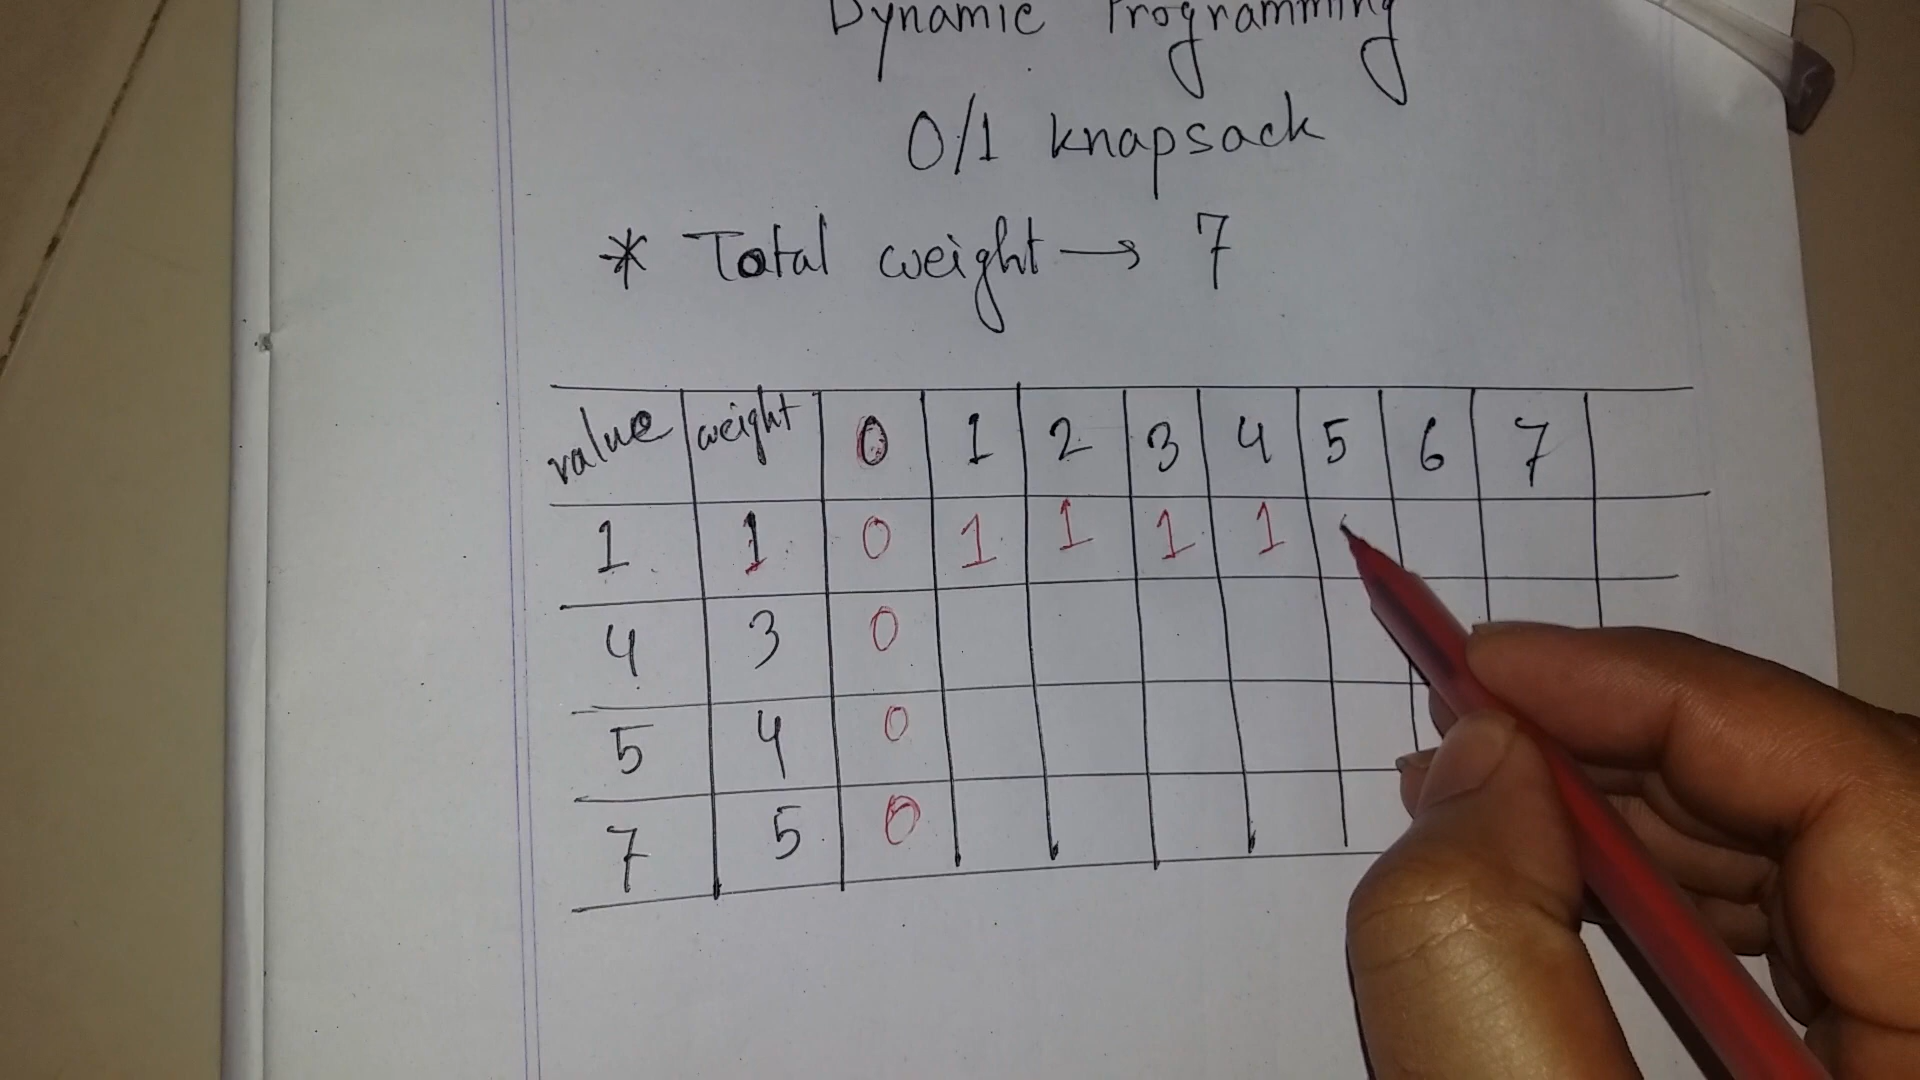 Dynamic Programming
0/1 knapsack
* Total weight → 7
value weight 0 1 2 3 4 5 6 7
1 1 0 1 1 1 1
4 3 0
5 4 0
7 5 0